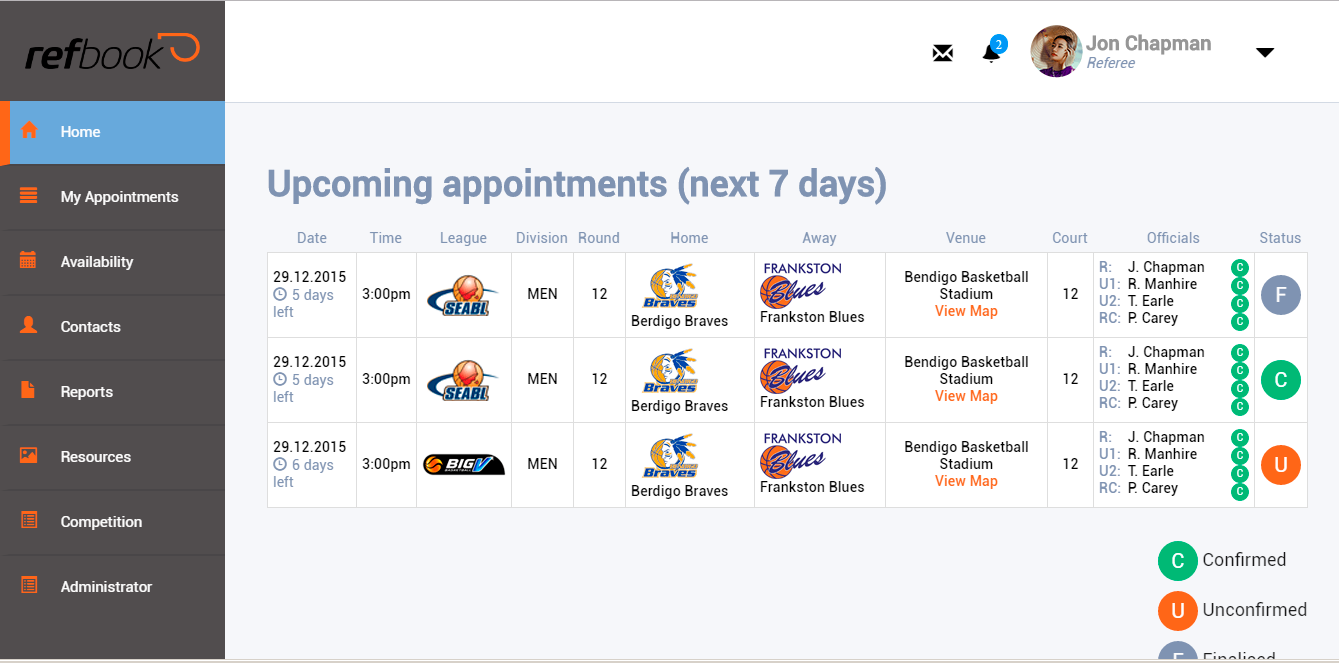 refbook
2
Jon Chapman
Referee
Home
My Appointments
Availability
Contacts
Reports
Resources
Competition
Administrator
Upcoming appointments (next 7 days)
Date Time League Division Round Home Away Venue Court Officials Status
29.12.2015
5 days
left
3:00pm
SEABL
MEN
12
Braves
Berdigo Braves
FRANKSTON
Blues
Frankston Blues
Bendigo Basketball
Stadium
View Map
12
R: J. Chapman C
U1: R. Manhire C
U2: T. Earle C
RC: P. Carey C
F
29.12.2015
5 days
left
3:00pm
SEABL
MEN
12
Braves
Berdigo Braves
FRANKSTON
Blues
Frankston Blues
Bendigo Basketball
Stadium
View Map
12
R: J. Chapman C
U1: R. Manhire C
U2: T. Earle C
RC: P. Carey C
C
29.12.2015
6 days
left
3:00pm
BIGV
BASKETBALL
MEN
12
Braves
Berdigo Braves
FRANKSTON
Blues
Frankston Blues
Bendigo Basketball
Stadium
View Map
12
R: J. Chapman C
U1: R. Manhire C
U2: T. Earle C
RC: P. Carey C
U
C Confirmed
U Unconfirmed
F Finalised